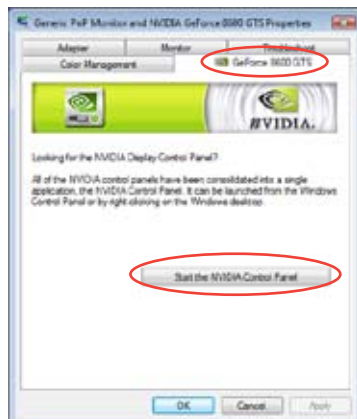 Generic PnP Monitor and NVIDIA GeForce 8600 GTS Properties
Adapter Monitor Troubleshoot
Color Management GeForce 8600 GTS
NVIDIA.
Looking for the NVIDIA Display Control Panel?
All of the NVIDIA control panels have been consolidated into a single
application, the NVIDIA Control Panel. It can be launched from the Windows
Control Panel or by right clicking on the Windows desktop.
Start the NVIDIA Control Panel
OK Cancel Apply